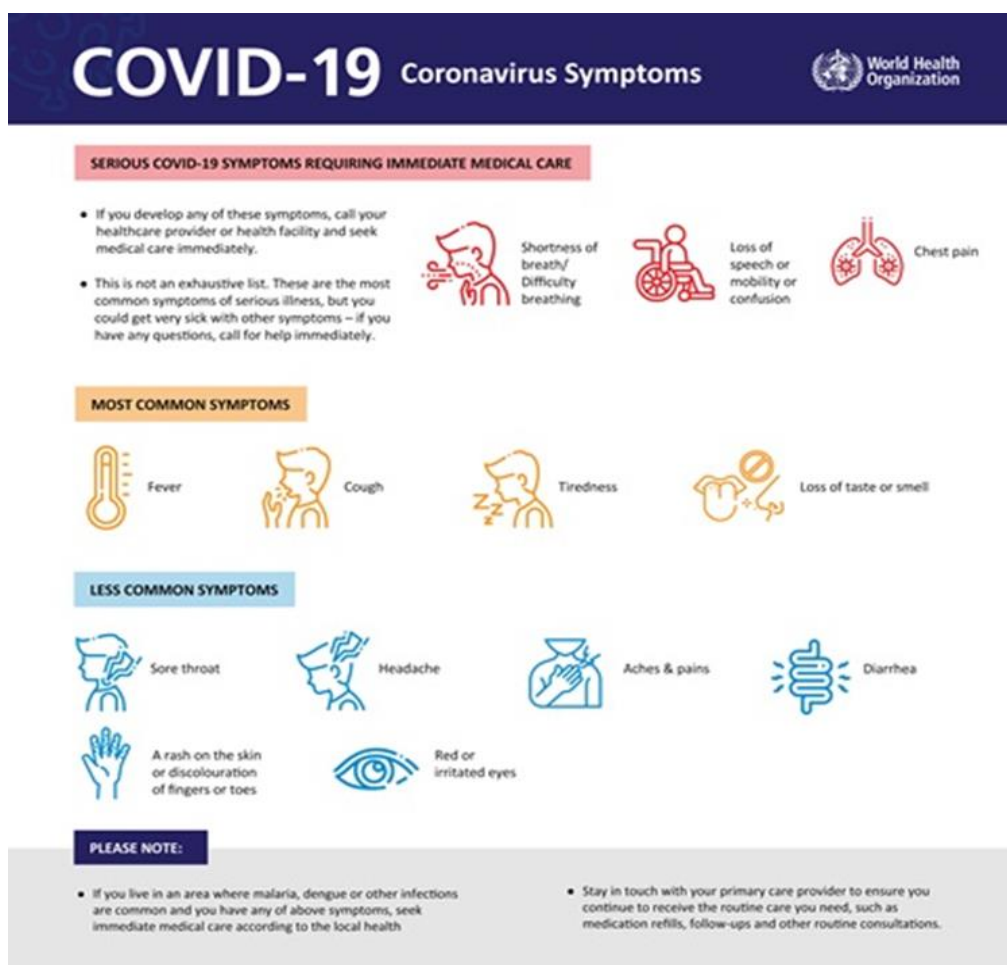 COVID-19 Coronavirus Symptoms
World Health
Organization
SERIOUS COVID-19 SYMPTOMS REQUIRING IMMEDIATE MEDICAL CARE
● If you develop any of these symptoms, call your
healthcare provider or health facility and seek
medical care immediately.
● This is not an exhaustive list. These are the most
common symptoms of serious illness, but you
could get very sick with other symptoms – if you
have any questions, call for help immediately.
Shortness of
breath/
Difficulty
breathing
Loss of
speech or
mobility or
confusion
Chest pain
MOST COMMON SYMPTOMS
Fever
Cough
ZZZ
Tiredness
Loss of taste or smell
LESS COMMON SYMPTOMS
Sore throat
Headache
Aches & pains
Diarrhea
A rash on the skin
or discolouration
of fingers or toes
Red or
irritated eyes
PLEASE NOTE:
● If you live in an area where malaria, dengue or other infections
are common and you have any of above symptoms, seek
immediate medical care according to the local health
● Stay in touch with your primary care provider to ensure you
continue to receive the routine care you need, such as
medication refills, follow-ups and other routine consultations.